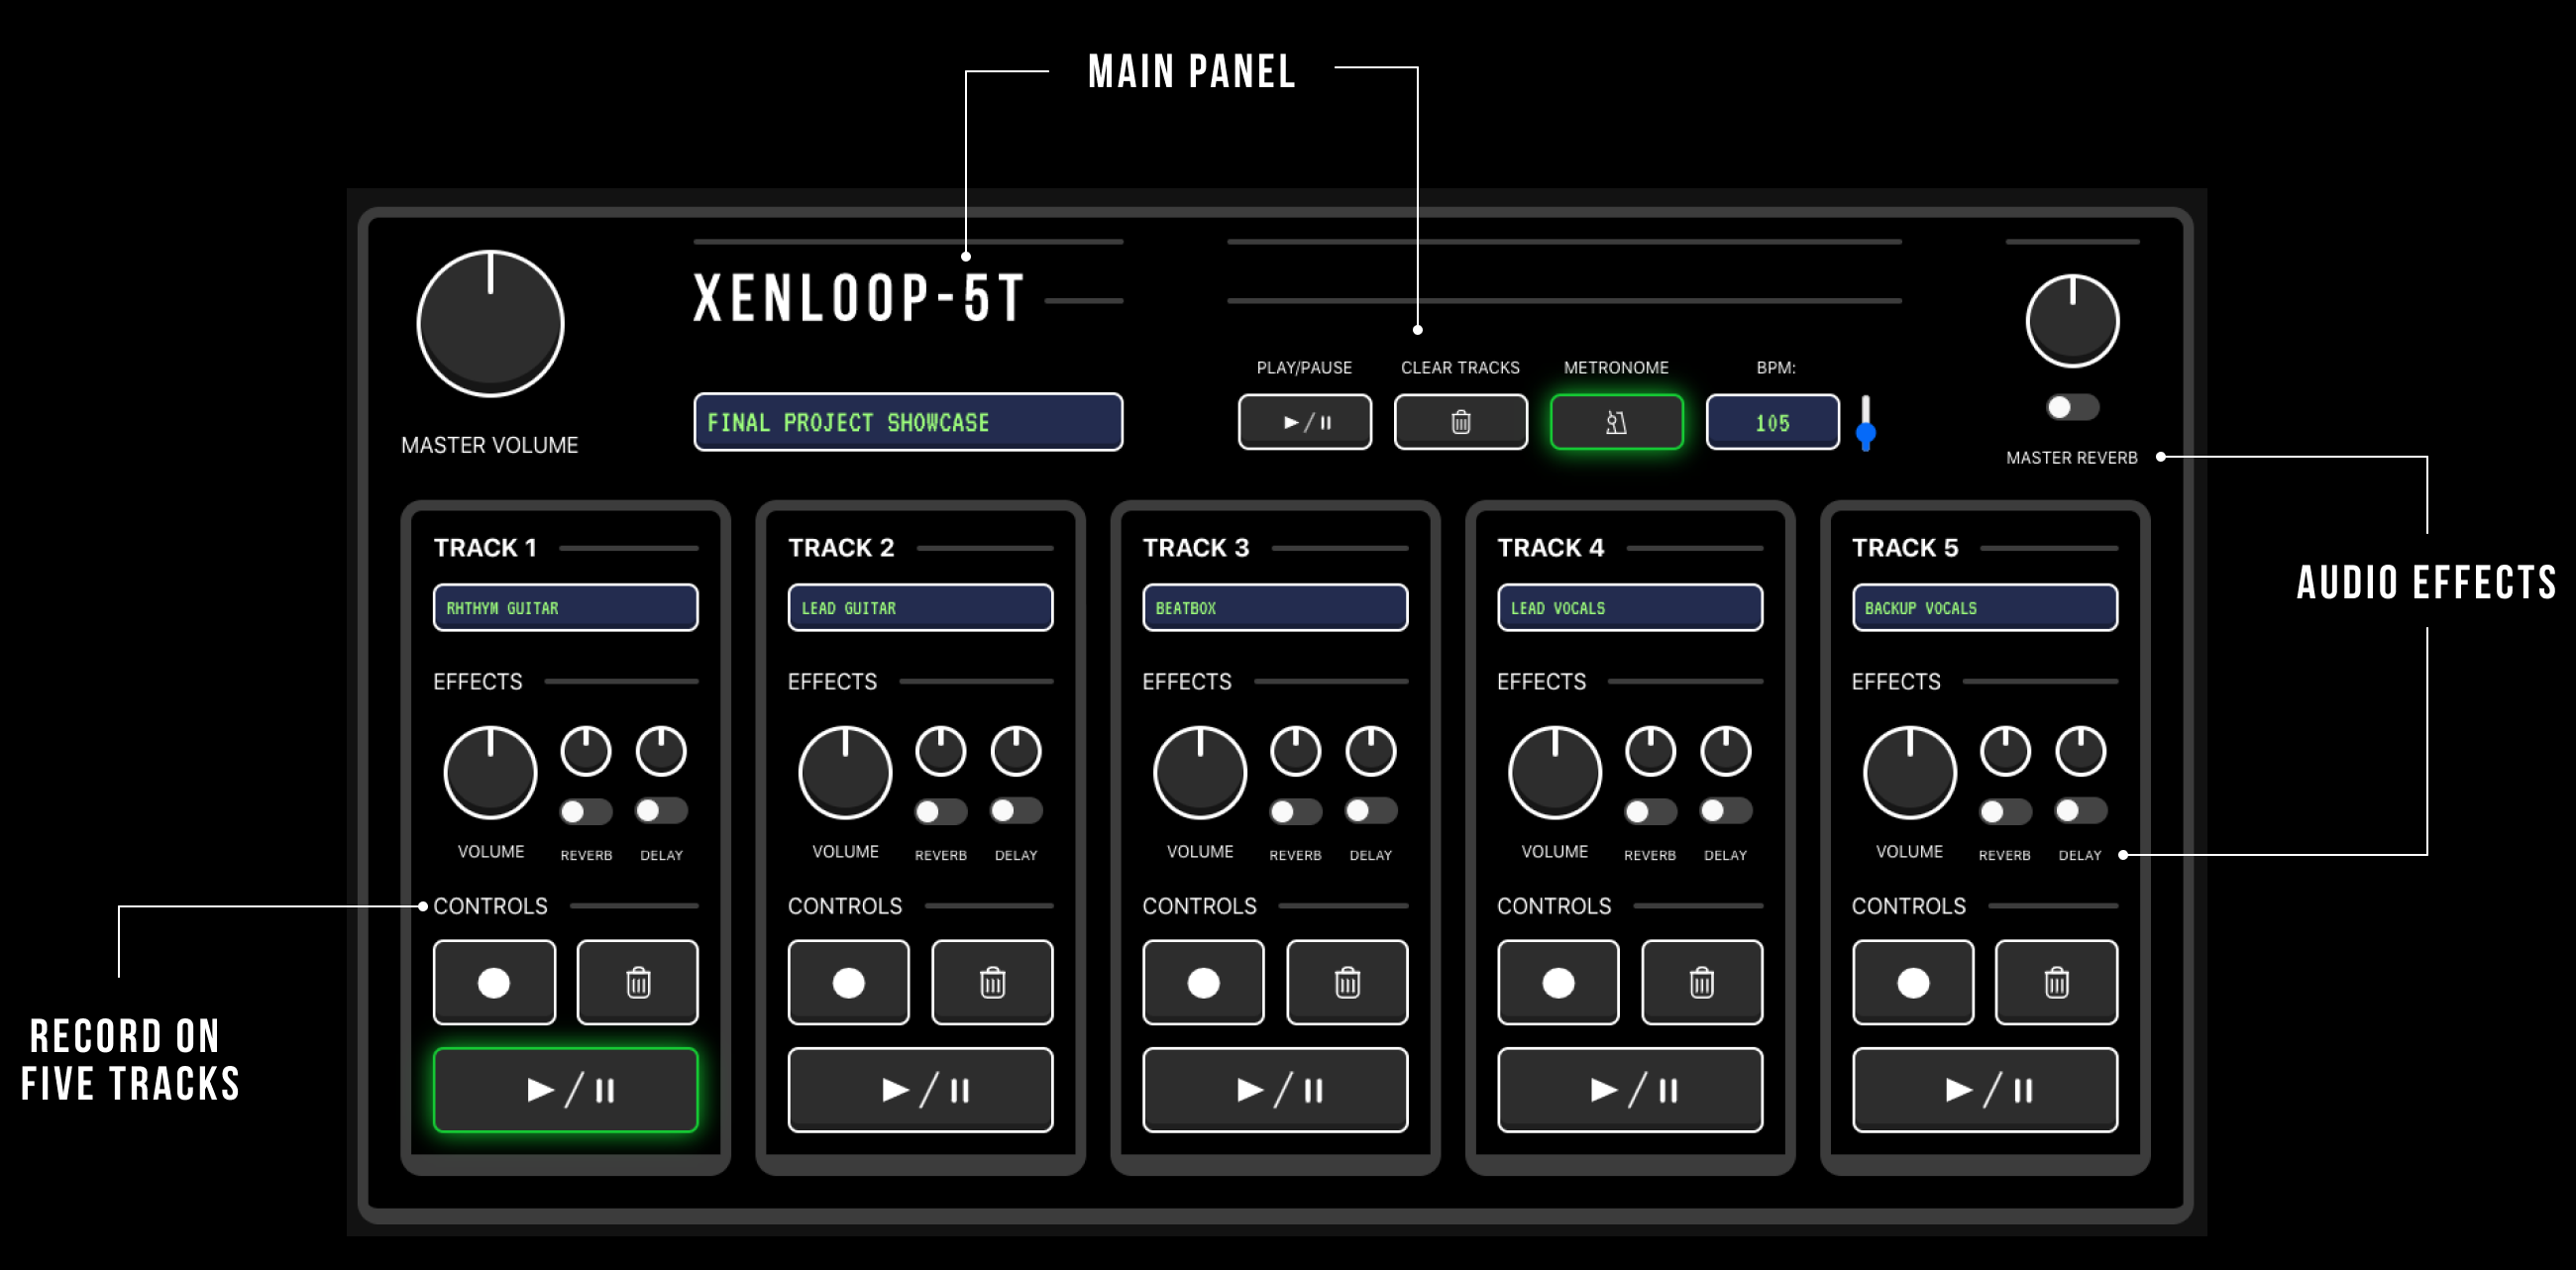 MAIN PANEL
XENLOOP-5T
PLAY/PAUSE CLEAR TRACKS METRONOME BPM:
FINAL PROJECT SHOWCASE
105
MASTER VOLUME
MASTER REVERB
AUDIO EFFECTS
TRACK 1 TRACK 2 TRACK 3 TRACK 4 TRACK 5
RHTHYM GUITAR LEAD GUITAR BEATBOX LEAD VOCALS BACKUP VOCALS
EFFECTS EFFECTS EFFECTS EFFECTS EFFECTS
VOLUME REVERB DELAY VOLUME REVERB DELAY VOLUME REVERB DELAY VOLUME REVERB DELAY VOLUME REVERB DELAY
CONTROLS CONTROLS CONTROLS CONTROLS CONTROLS
RECORD ON
FIVE TRACKS